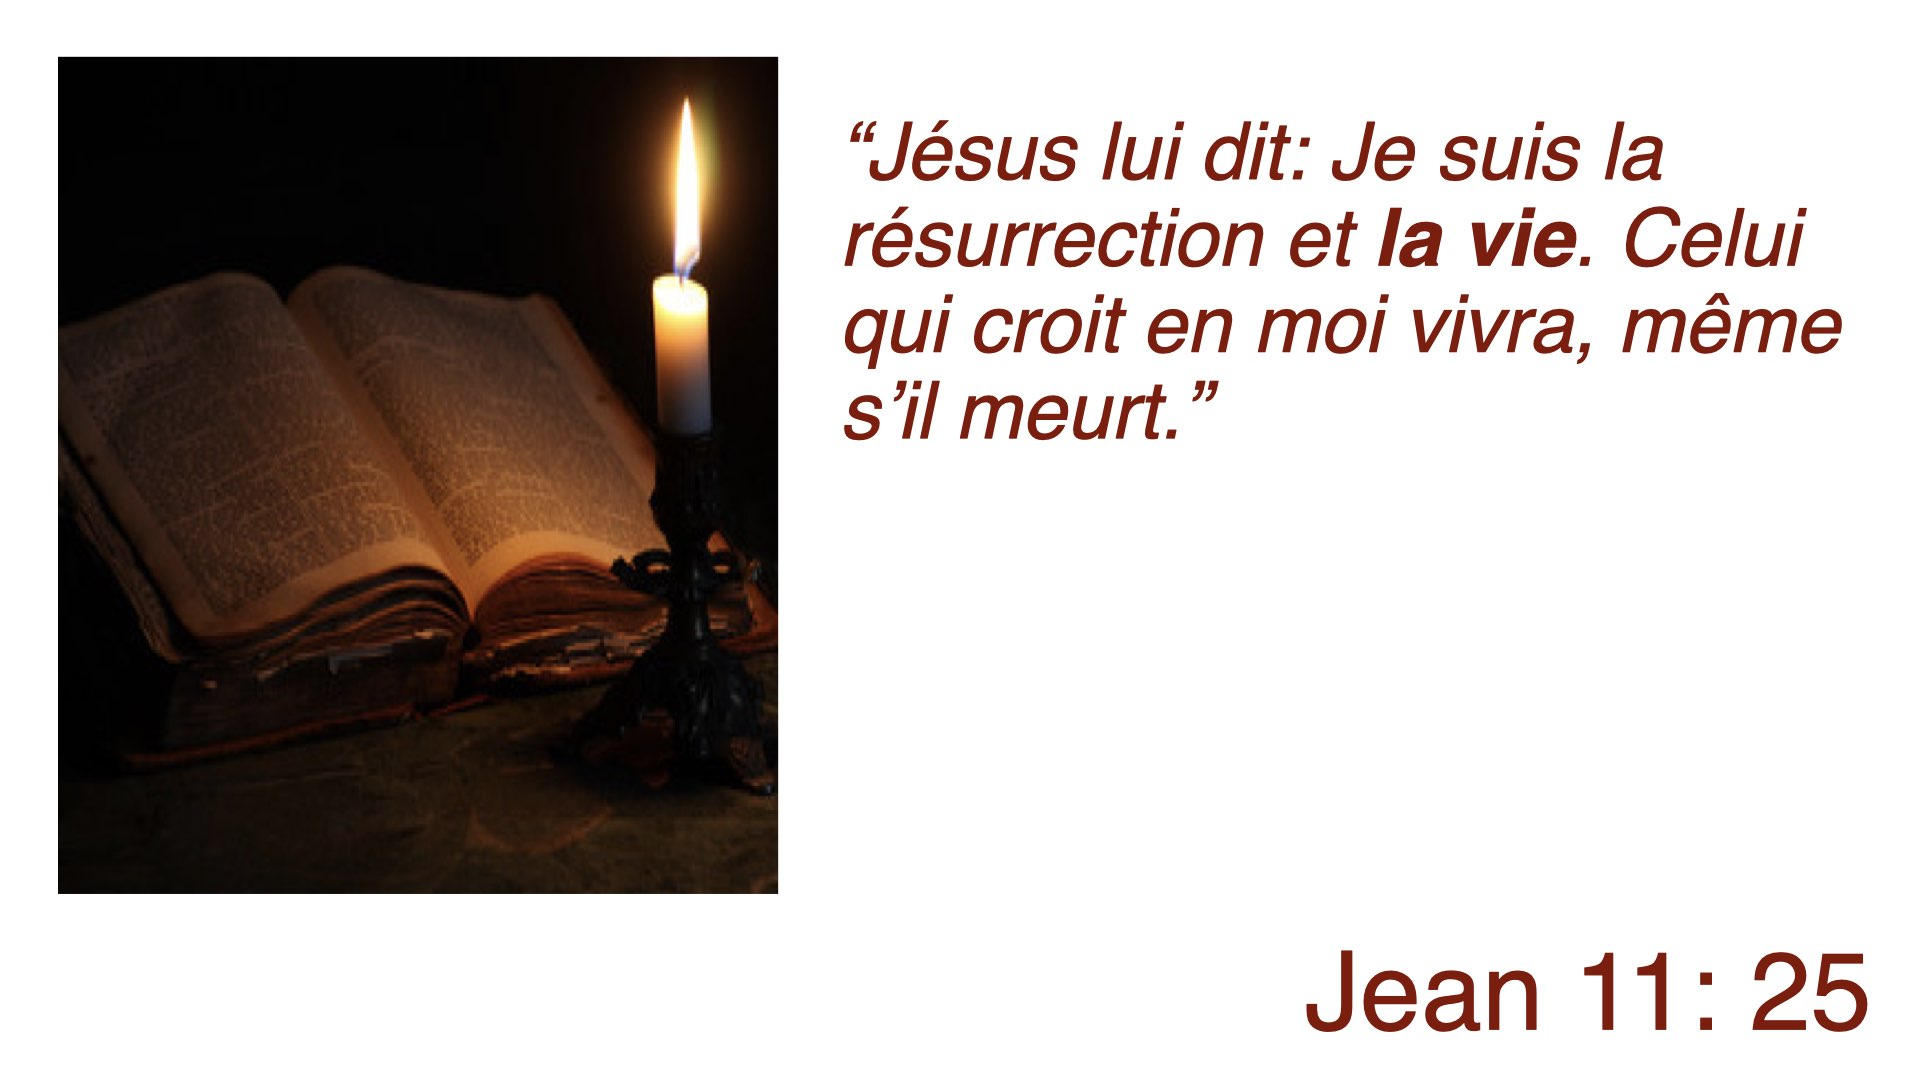 “Jésus lui dit: Je suis la
résurrection et la vie. Celui
qui croit en moi vivra, même
s’il meurt.”
Jean 11: 25